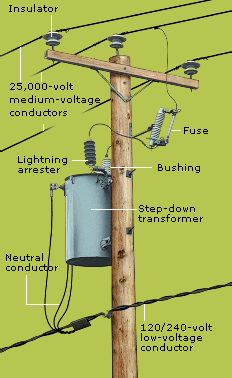 Insulator
25,000-volt
medium-voltage
conductors
Fuse
Lightning
arrester
Bushing
Step-down
transformer
Neutral
conductor
120/240-volt
low-voltage
conductor